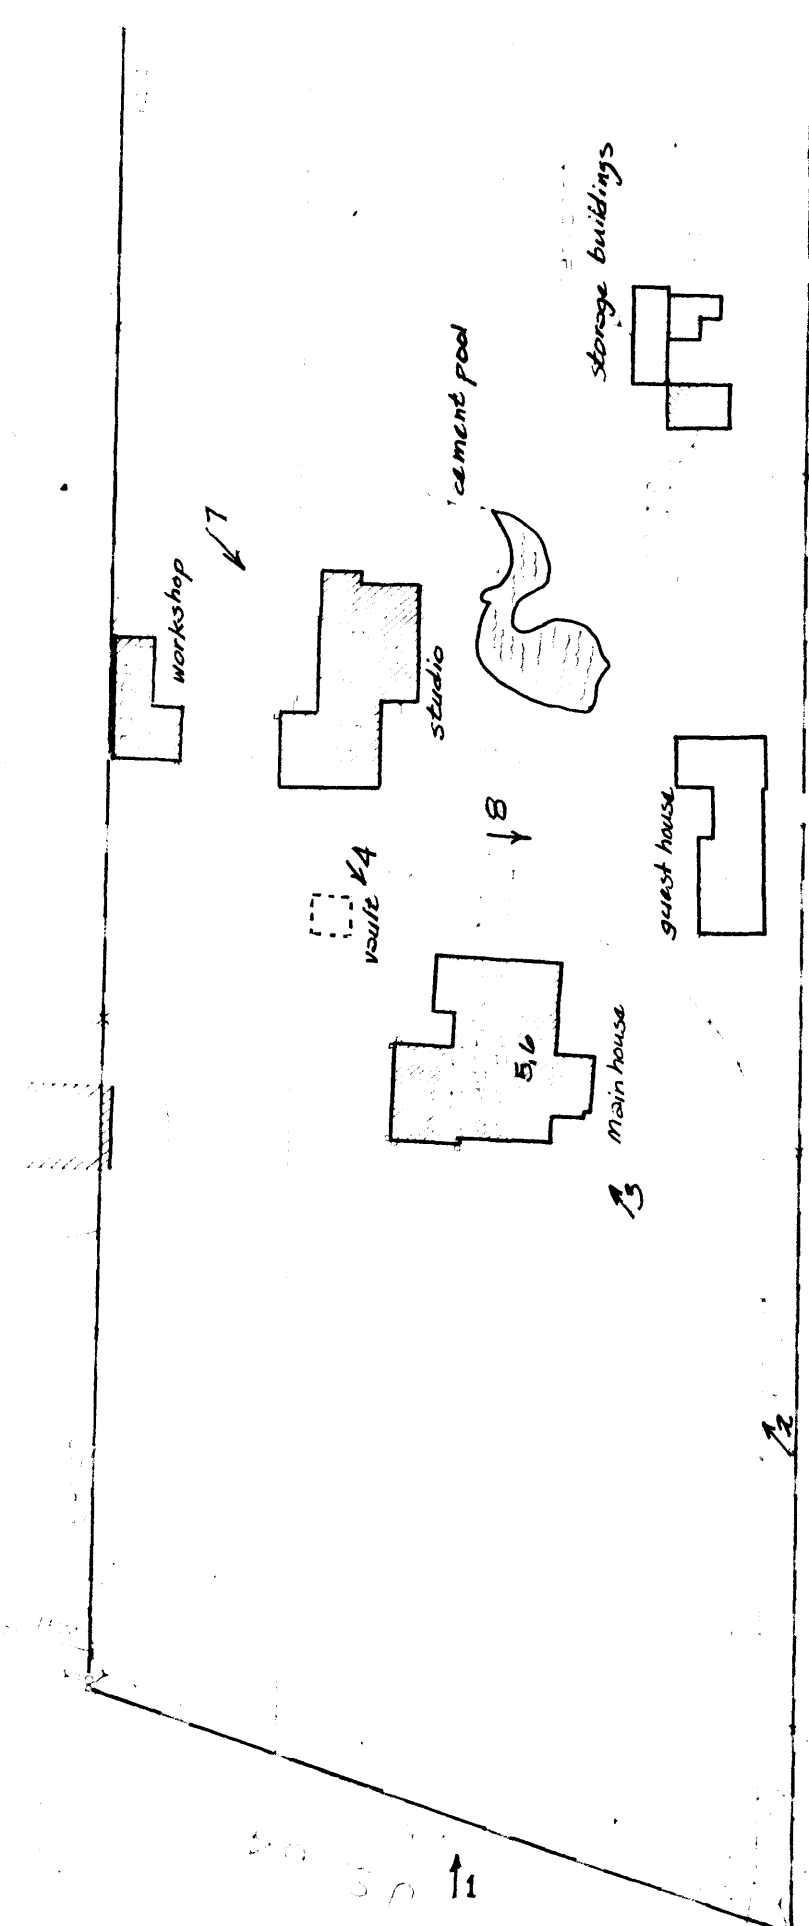 storage buildings
cement pool
7
workshop
studio
8
guest house
4
vault
5,6
main house
3
2
1